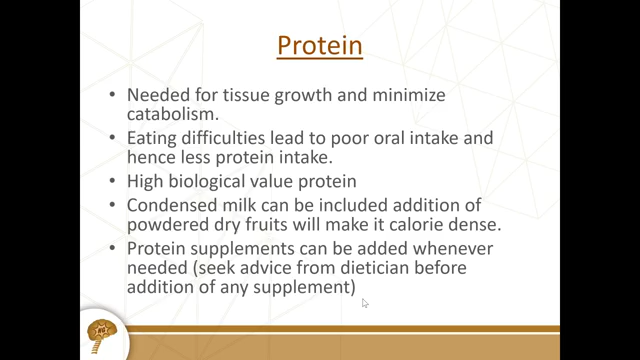 Protein
• Needed for tissue growth and minimize
catabolism.
• Eating difficulties lead to poor oral intake and
hence less protein intake.
• High biological value protein
• Condensed milk can be included addition of
powdered dry fruits will make it calorie dense.
• Protein supplements can be added whenever
needed (seek advice from dietician before
addition of any supplement)